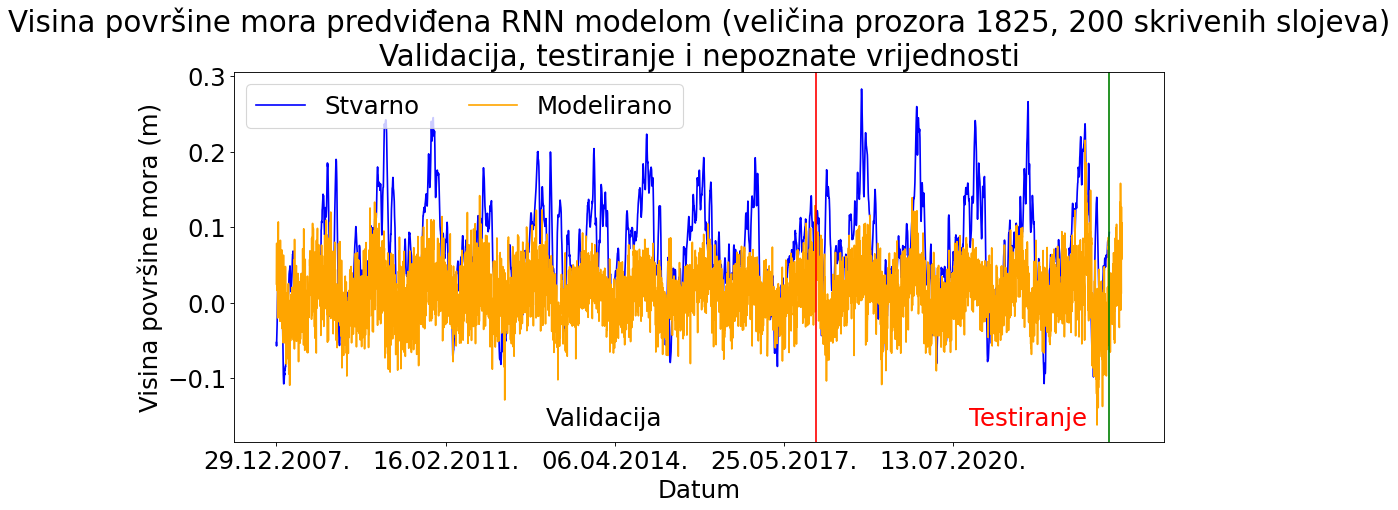 Visina površine mora predviđena RNN modelom (veličina prozora 1825, 200 skrivenih slojeva)
Validacija, testiranje i nepoznate vrijednosti
Stvarno
Modelirano
Visina površine mora (m)
0.3
0.2
0.1
0.0
−0.1
Validacija
Testiranje
29.12.2007.
16.02.2011.
06.04.2014.
25.05.2017.
13.07.2020.
Datum